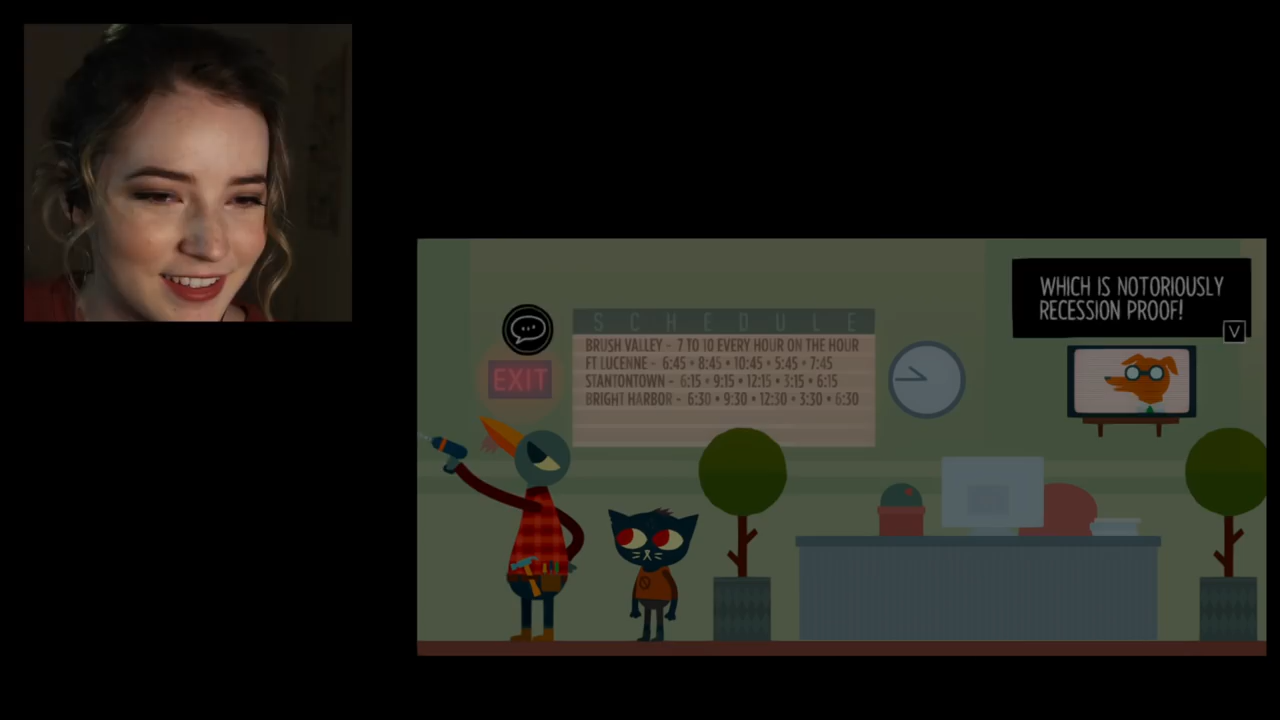 WHICH IS NOTORIOUSLY
RECESSION PROOF!
V
SCHEDULE
BRUSH VALLEY - 7 TO 10 EVERY HOUR ON THE HOUR
FT LUCENNE - 6:45 • 8:45 • 10:45 • 5:45 • 7:45
STANTONTOWN - 6:15 • 9:15 • 12:15 • 3:15 • 6:15
BRIGHT HARBOR - 6:30 • 9:30 • 12:30 • 3:30 • 6:30
EXIT